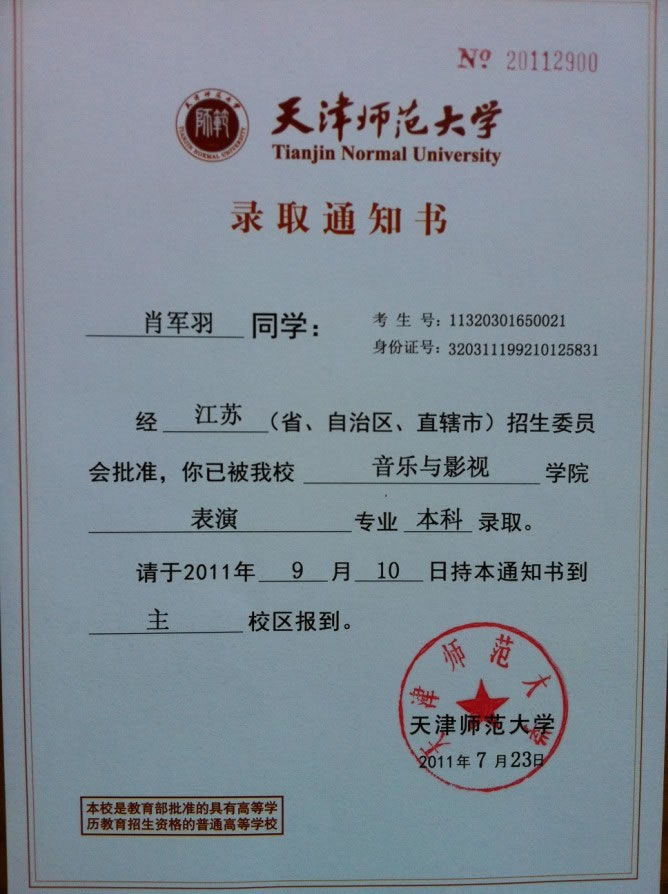 № 20112900
天津师范大学
Tianjin Normal University
录取通知书
肖军羽 同学：
考生号：11320301650021
身份证号：320311199210125831
经 江苏 （省、自治区、直辖市）招生委员
会批准，你已被我校 音乐与影视 学院
表演 专业 本科 录取。
请于2011年 9 月 10 日持本通知书到
主 校区报到。
天津师范大学
天津师范大学
2011年 7 月 23日
本校是教育部批准的具有高等学
历教育招生资格的普通高等学校